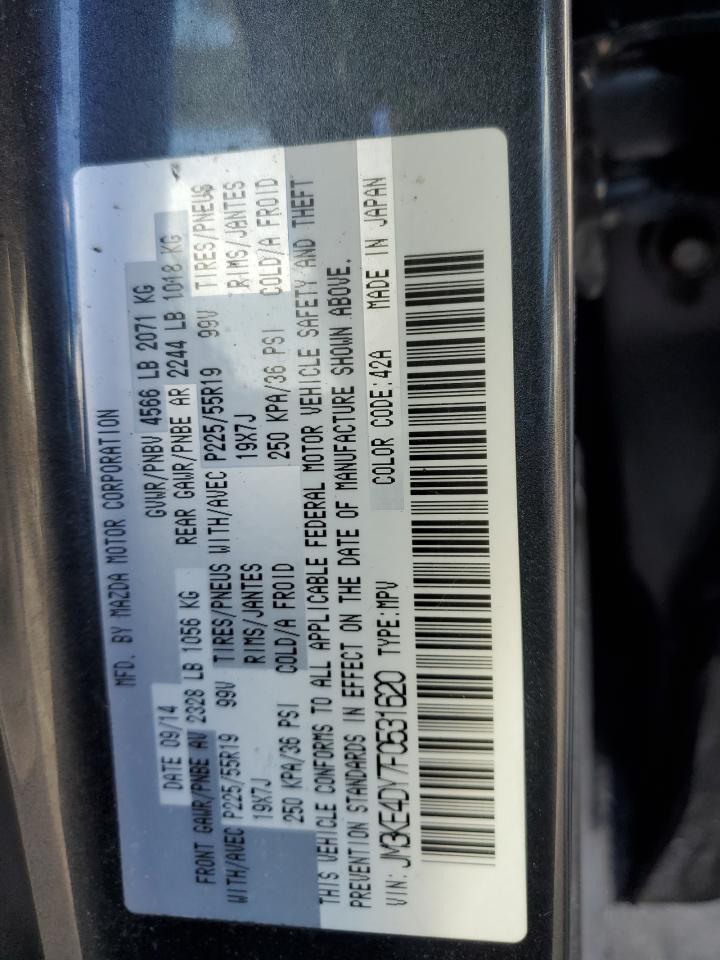 MFD. BY MAZDA MOTOR CORPORATION
DATE 09/14 GVWR/PNBV 4566 LB 2071 KG
FRONT GAWR/PNBE AV 2328 LB 1056 KG REAR GAWR/PNBE AR 2244 LB 1018 KG
WITH/AVEC P225/55R19 99V TIRES/PNEUS WITH/AVEC P225/55R19 99V TIRES/PNEUS
19X7J RIMS/JANTES 19X7J RIMS/JANTES
250 KPA/36 PSI COLD/A FROID 250 KPA/36 PSI COLD/A FROID
THIS VEHICLE CONFORMS TO ALL APPLICABLE FEDERAL MOTOR VEHICLE SAFETY AND THEFT
PREVENTION STANDARDS IN EFFECT ON THE DATE OF MANUFACTURE SHOWN ABOVE.
VIN: JM3KE4DY7F0531620 TYPE:MPV COLOR CODE:42A MADE IN JAPAN